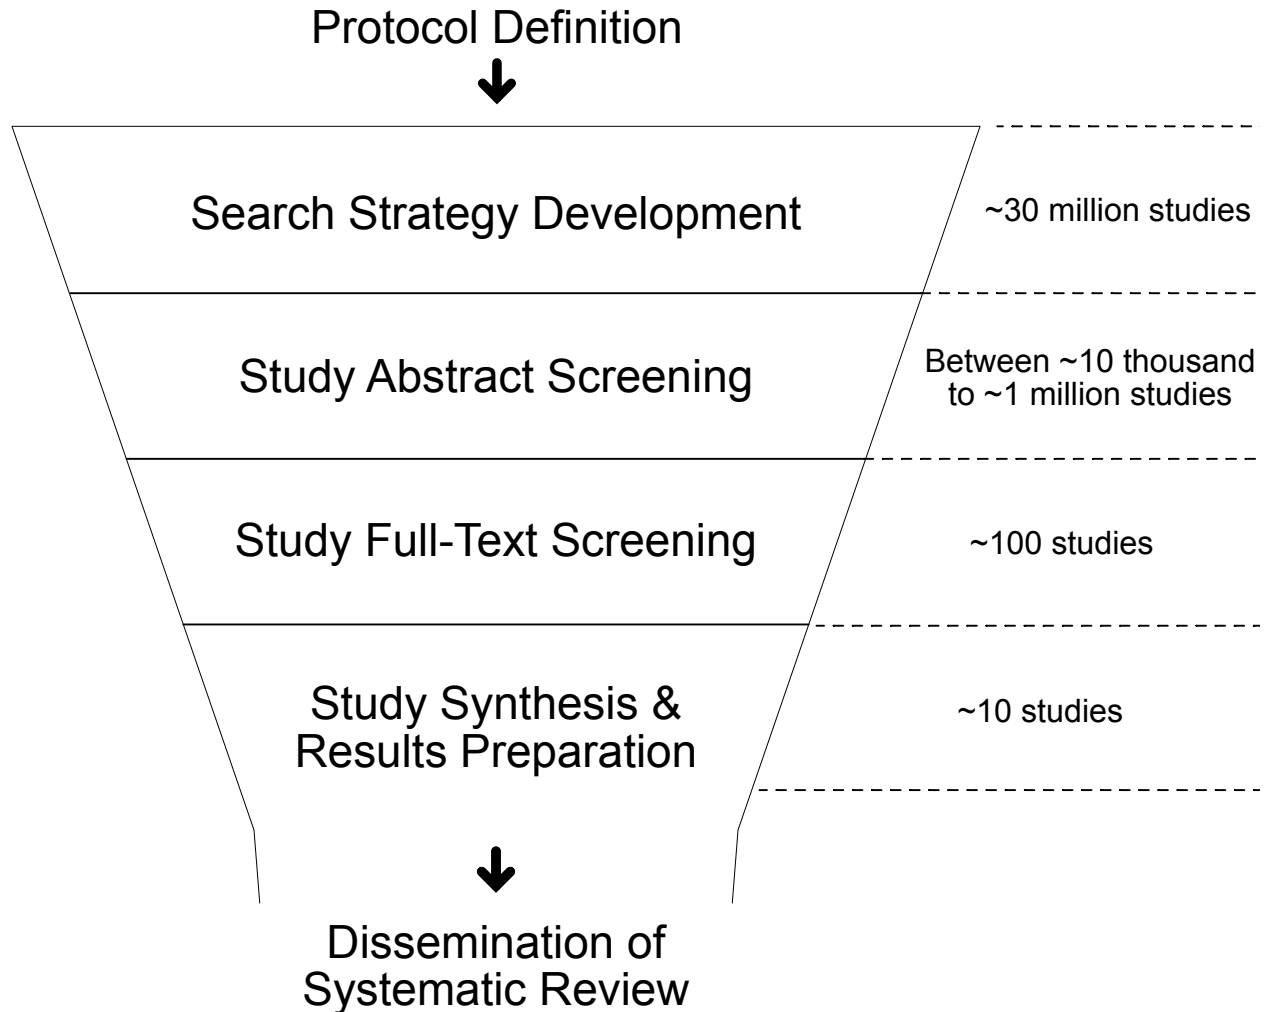 Protocol Definition
Search Strategy Development
~30 million studies
Study Abstract Screening
Between ~10 thousand
to ~1 million studies
Study Full-Text Screening
~100 studies
Study Synthesis &
Results Preparation
~10 studies
Dissemination of
Systematic Review